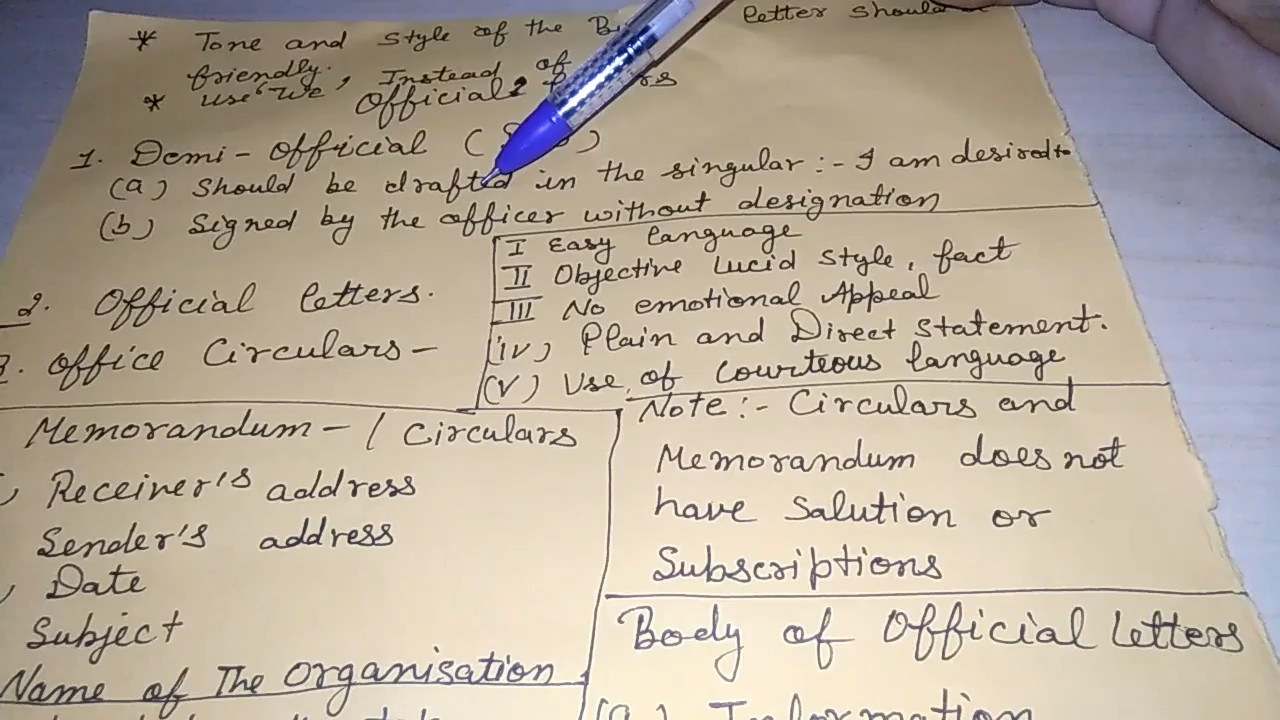 * Tone and Style of the B letter should
friendly.
* use "We", Instead of
Official
1. Demi-Official (
(a) Should be drafted in the singular :- I am desired to
(b) Signed by the officer without designation
I Easy language
II Objective Lucid Style, fact
III No emotional Appeal
(iv) Plain and Direct Statement.
(v) Use of Courteous language
2. Official letters.
3. office Circulars -
Memorandum - / Circulars
Receiver's address
Sender's address
Date
Subject
Name of The Organisation
Note :- Circulars and
Memorandum does not
have Salution or
Subscriptions
Body of Official Letters
(a) Information